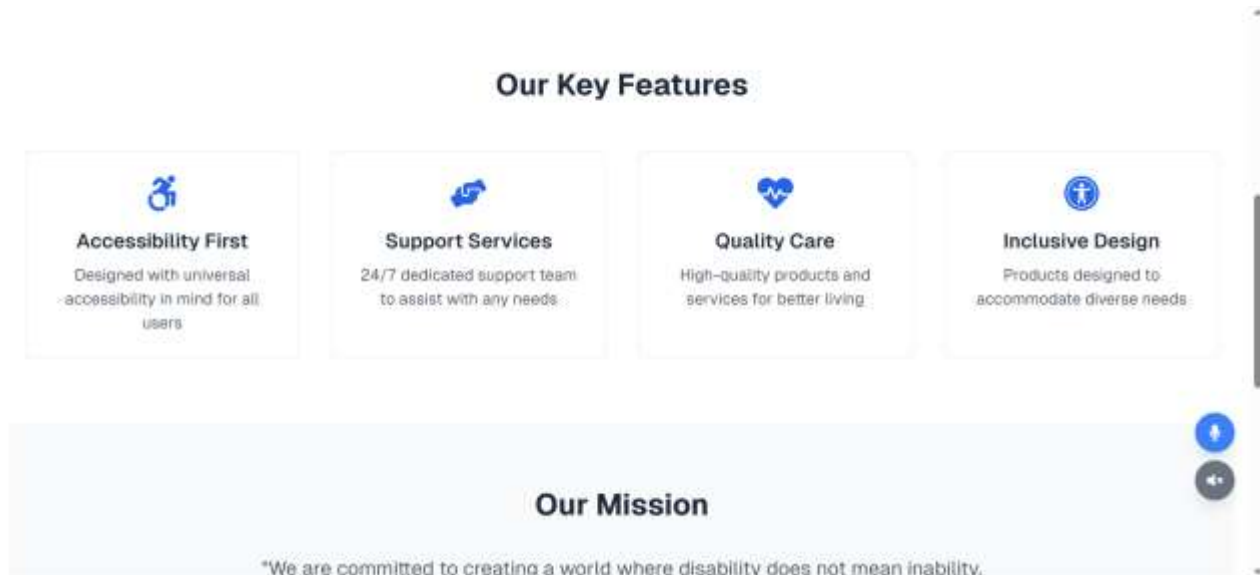 Our Key Features
Accessibility First
Designed with universal
accessibility in mind for all
users
Support Services
24/7 dedicated support team
to assist with any needs
Quality Care
High-quality products and
services for better living
Inclusive Design
Products designed to
accommodate diverse needs
Our Mission
"We are committed to creating a world where disability does not mean inability.